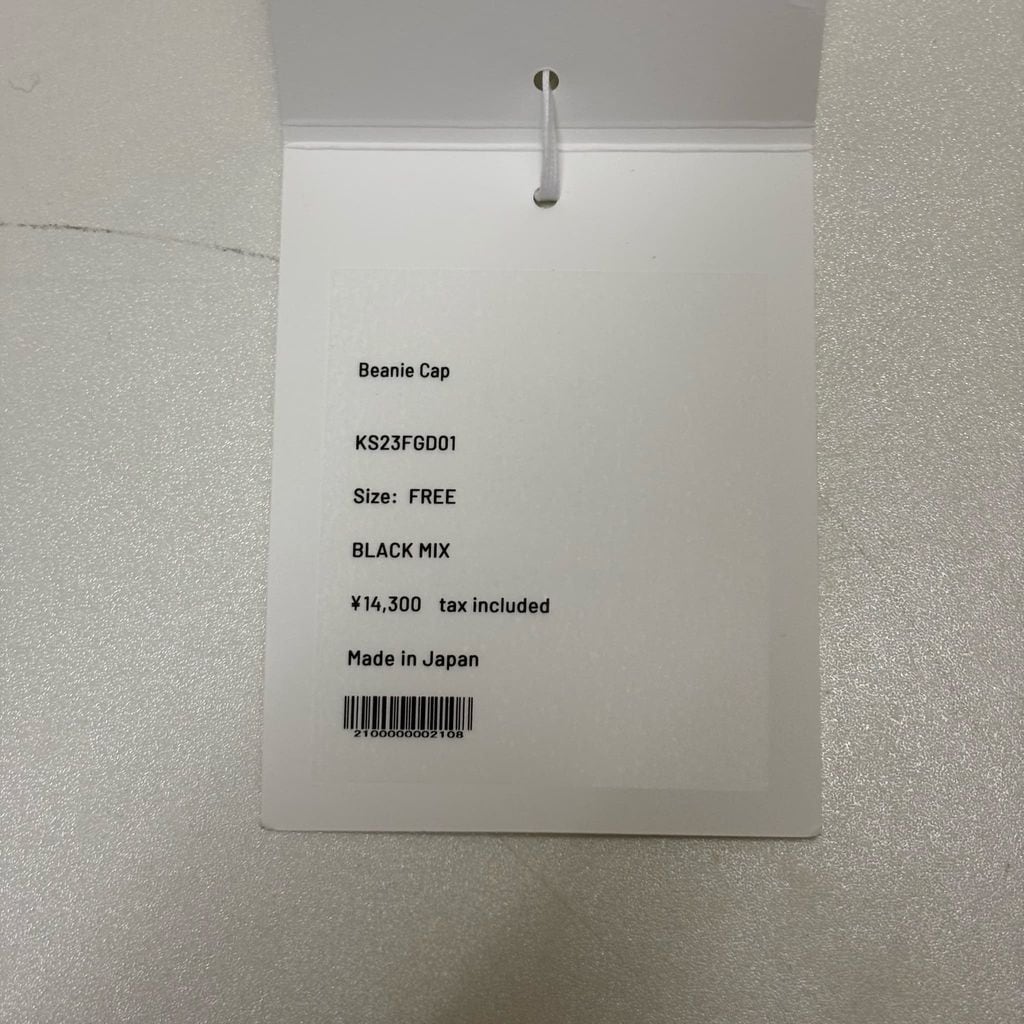 Beanie Cap
KS23FGD01
Size: FREE
BLACK MIX
¥14,300 tax included
Made in Japan
2100000002108